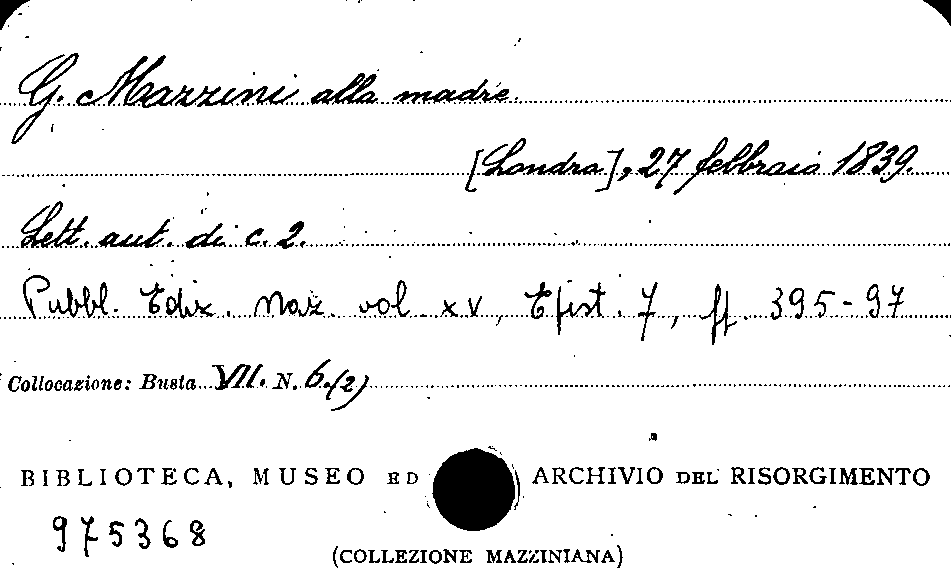 G. Mazzini alla madre.
[Londra], 27 febbraio 1839.
Lett. aut. di c. 2.
Pubbl. Ediz. Naz. vol. XV, Epist. 7, pp. 395-97
Collocazione: Busta VII. N. 6.(2)
BIBLIOTECA, MUSEO ED ARCHIVIO DEL RISORGIMENTO
975368
(COLLEZIONE MAZZINIANA)